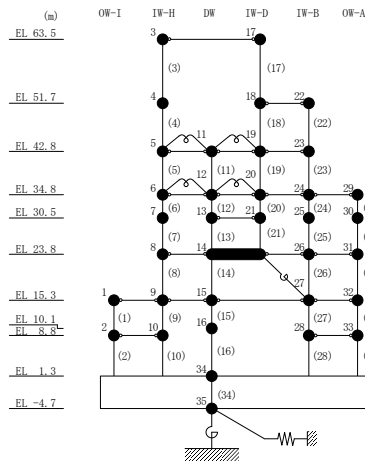 (m) OW-I IW-H DW IW-D IW-B OW-A
EL 63.5 3 17
(3) (17)
EL 51.7 4 18 22
(4) (18) (22)
11 19
EL 42.8 5 23
(5) (11) (19) (23)
12 20
EL 34.8 6 24 29
(6) (12) (20) (24)
EL 30.5 7 13 21 25 30
(7) (13) (21) (25)
EL 23.8 8 14 26 31
(8) (14) (26)
27
EL 15.3 1 9 15 32
(1) (9) (15) (27)
EL 10.1 16
EL 8.8 2 10 28 33
(2) (10) (16) (28)
EL 1.3 34
(34)
EL -4.7 35